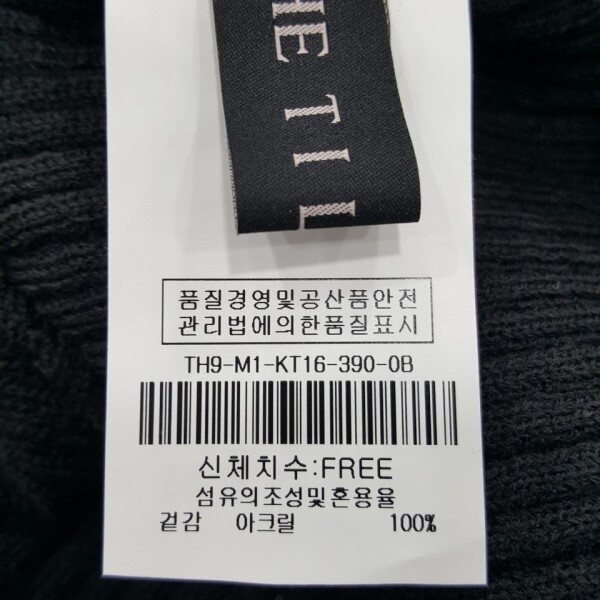 HE TIL
품질경영및공산품안전
관리법에의한품질표시
TH9-M1-KT16-390-0B
신체치수:FREE
섬유의조성및혼용율
겉감 아크릴 100%